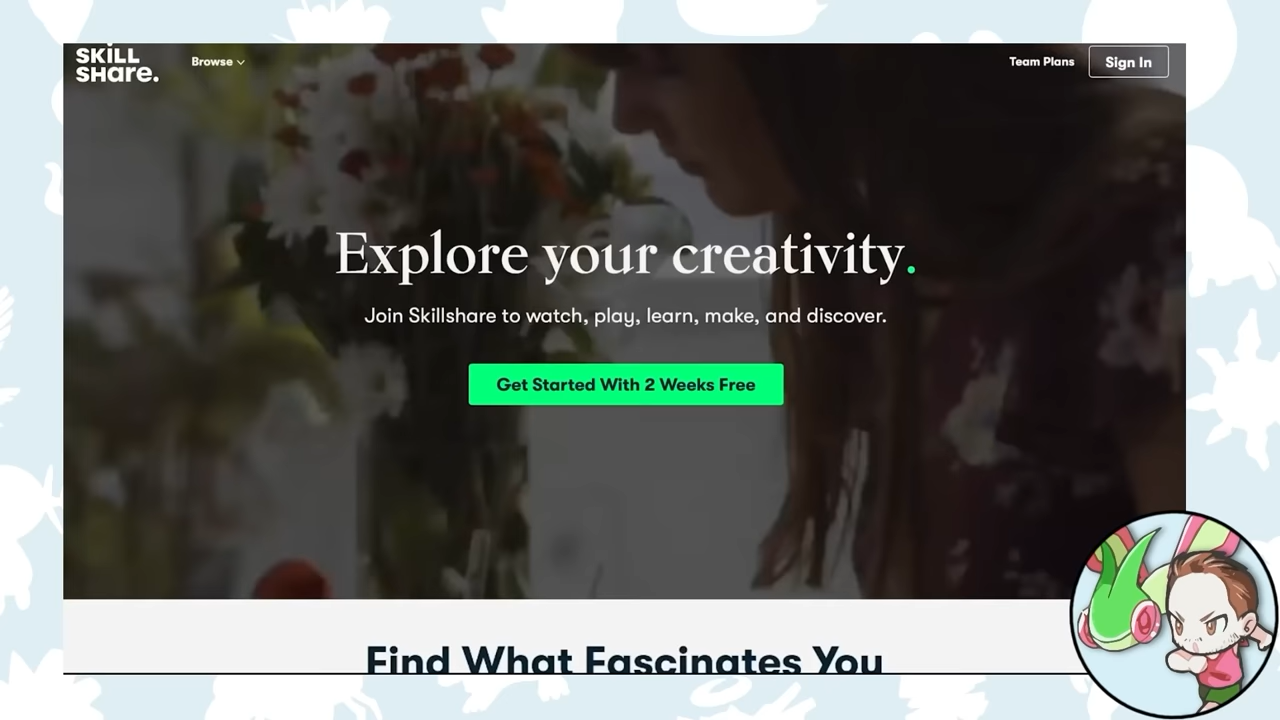 SKILL
SHare.
Browse
Team Plans
Sign In
Explore your creativity.
Join Skillshare to watch, play, learn, make, and discover.
Get Started With 2 Weeks Free
Find What Fascinates You